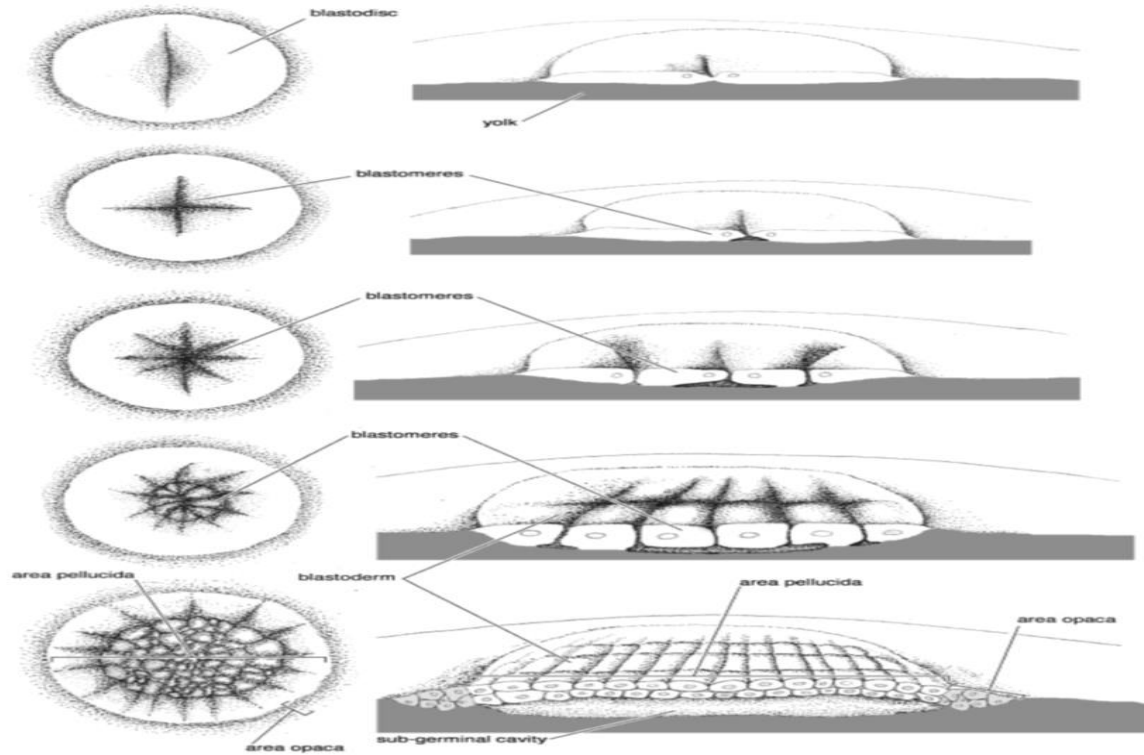 blastodisc
yolk
blastomeres
blastomeres
blastomeres
area pellucida
blastoderm
area pellucida
area opaca
sub-germinal cavity
area opaca